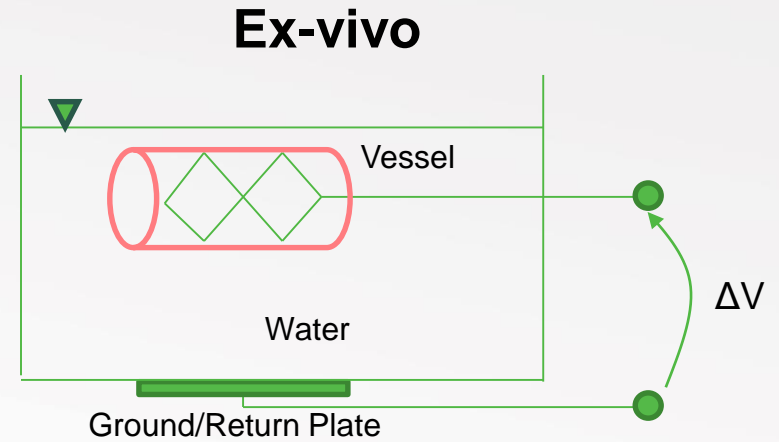 Ex-vivo
Vessel
ΔV
Water
Ground/Return Plate